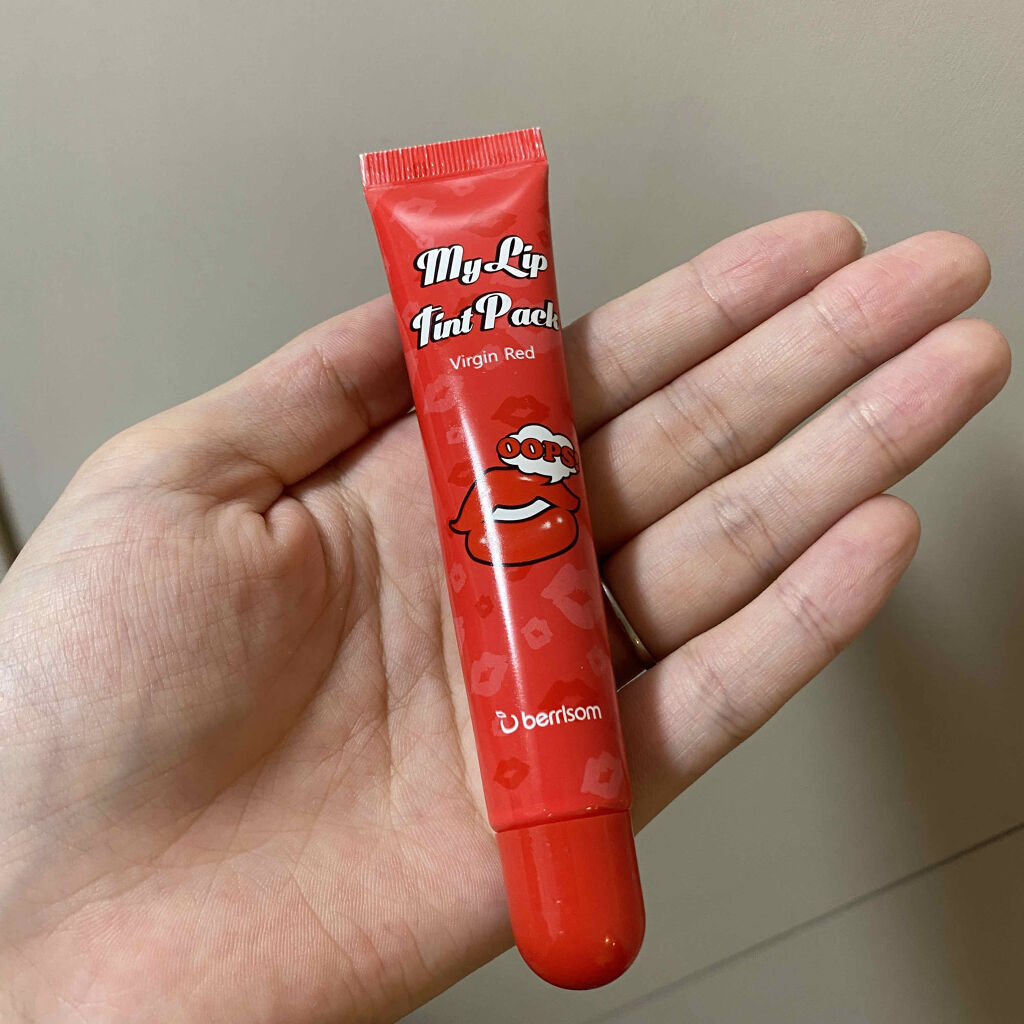 My Lip
Tint Pack
Virgin Red
OOPS!
berrIsom